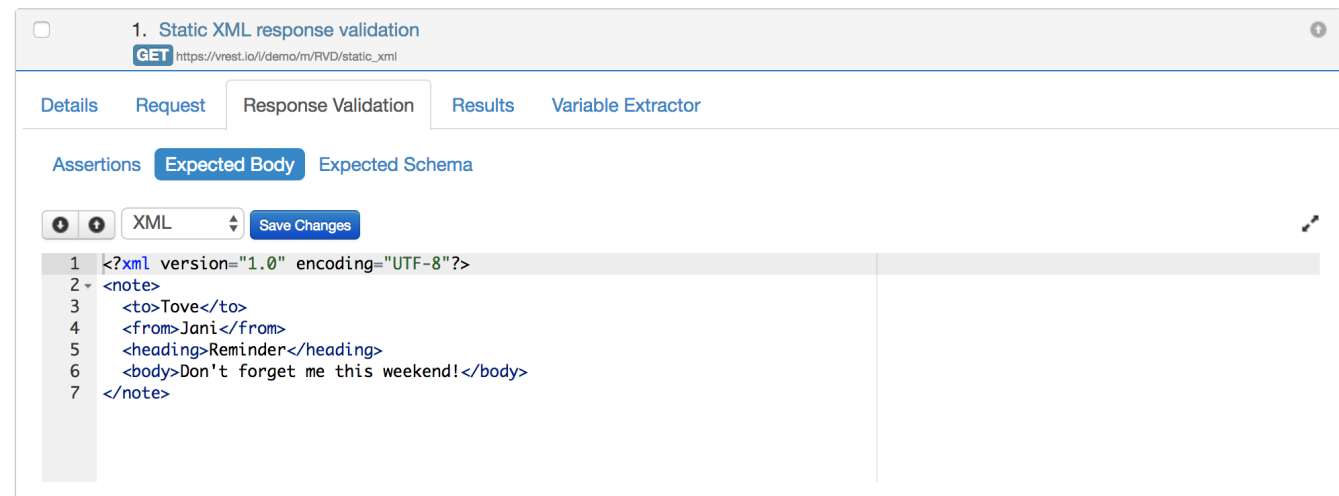 1. Static XML response validation
GET https://vrest.io/i/demo/m/RVD/static_xml
Details Request Response Validation Results Variable Extractor
Assertions Expected Body Expected Schema
XML Save Changes
1 <?xml version="1.0" encoding="UTF-8"?>
2 <note>
3 <to>Tove</to>
4 <from>Jani</from>
5 <heading>Reminder</heading>
6 <body>Don't forget me this weekend!</body>
7 </note>